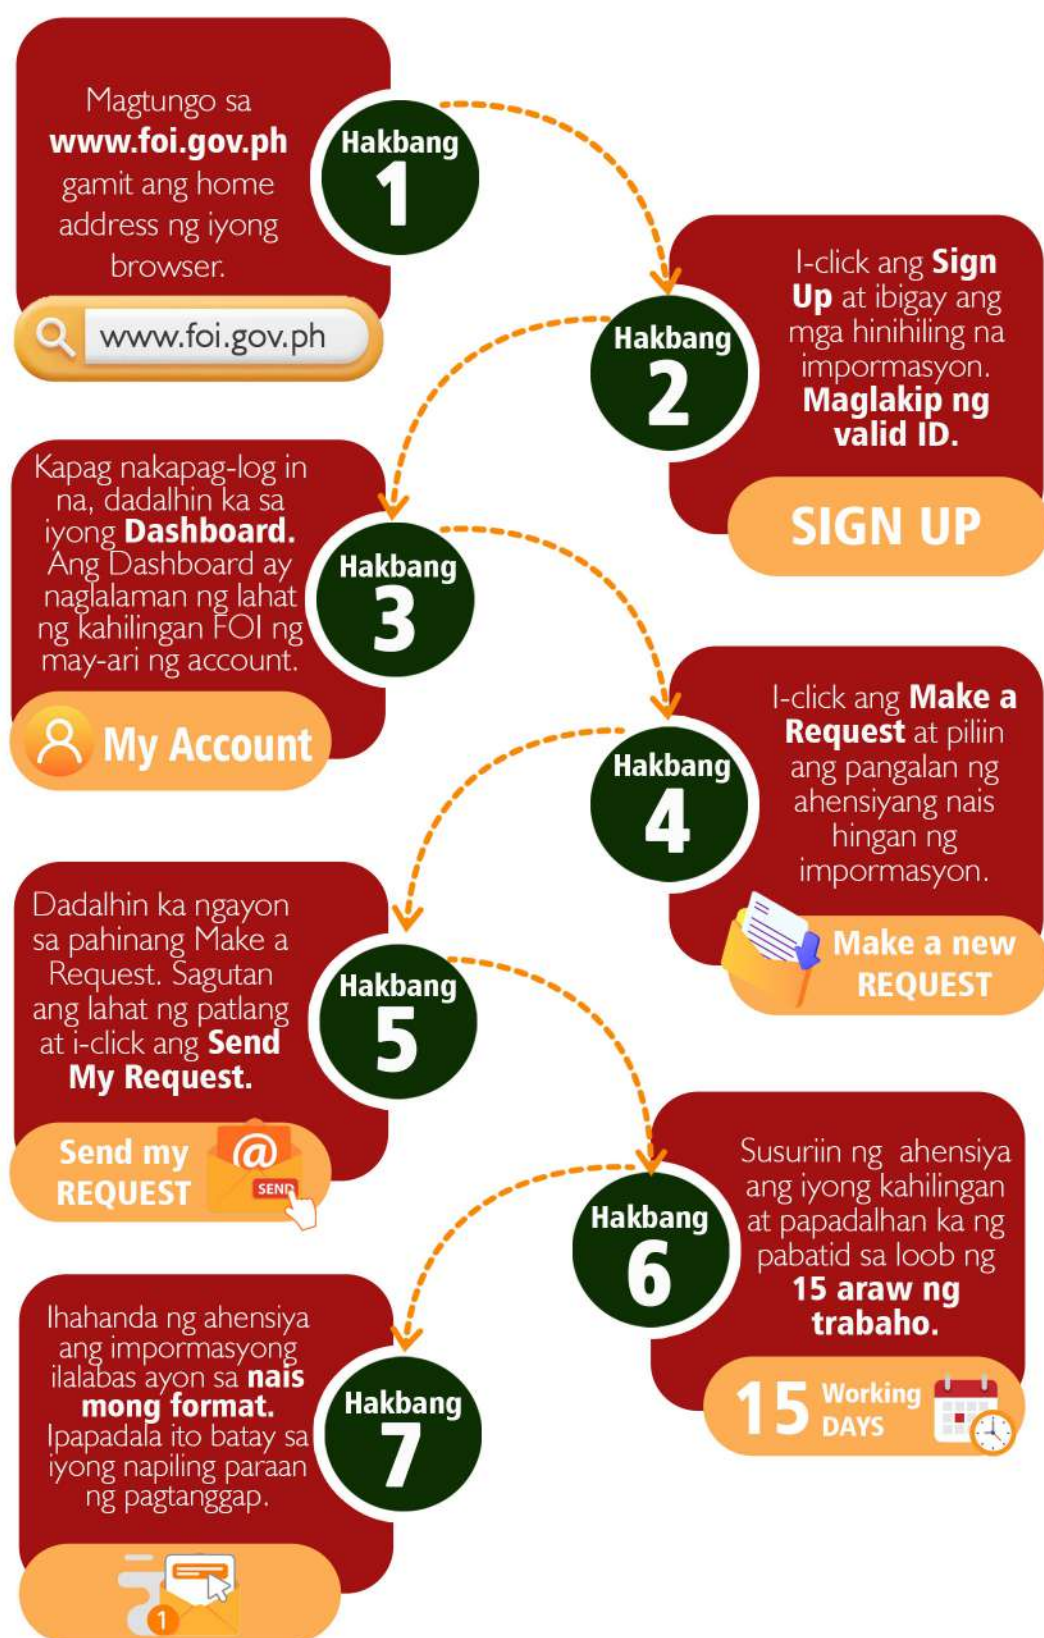 Magtungo sa
www.foi.gov.ph
gamit ang home
address ng iyong
browser.
www.foi.gov.ph
Hakbang
1
I-click ang Sign
Up at ibigay ang
mga hinihiling na
impormasyon.
Maglakip ng
valid ID.
SIGN UP
Hakbang
2
Kapag nakapag-log in
na, dadalhin ka sa
iyong Dashboard.
Ang Dashboard ay
naglalaman ng lahat
ng kahilingan FOI ng
may-ari ng account.
My Account
Hakbang
3
I-click ang Make a
Request at piliin
ang pangalan ng
ahensiyang nais
hingan ng
impormasyon.
Make a new
REQUEST
Hakbang
4
Dadalhin ka ngayon
sa pahinang Make a
Request. Sagutan
ang lahat ng patlang
at i-click ang Send
My Request.
Send my
REQUEST
@
SEND
Hakbang
5
Susuriin ng ahensiya
ang iyong kahilingan
at papadalhan ka ng
pabatid sa loob ng
15 araw ng
trabaho.
15 Working
DAYS
Hakbang
6
Ihahanda ng ahensiya
ang impormasyong
ilalabas ayon sa nais
mong format.
Ipapadala ito batay sa
iyong napiling paraan
ng pagtanggap.
1
Hakbang
7